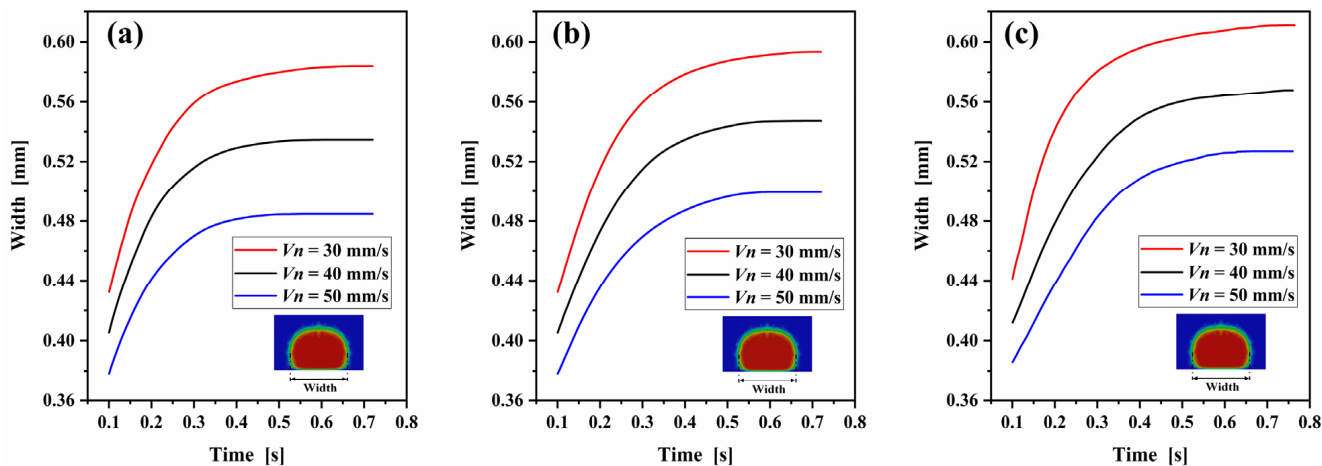 (a)
0.60
0.56
0.52
0.48
0.44
0.40
0.36
Width [mm]
Vn = 30 mm/s
Vn = 40 mm/s
Vn = 50 mm/s
Width
0.1 0.2 0.3 0.4 0.5 0.6 0.7 0.8
Time [s]
(b)
0.60
0.56
0.52
0.48
0.44
0.40
0.36
Width [mm]
Vn = 30 mm/s
Vn = 40 mm/s
Vn = 50 mm/s
Width
0.1 0.2 0.3 0.4 0.5 0.6 0.7 0.8
Time [s]
(c)
0.60
0.56
0.52
0.48
0.44
0.40
0.36
Width [mm]
Vn = 30 mm/s
Vn = 40 mm/s
Vn = 50 mm/s
Width
0.1 0.2 0.3 0.4 0.5 0.6 0.7 0.8
Time [s]